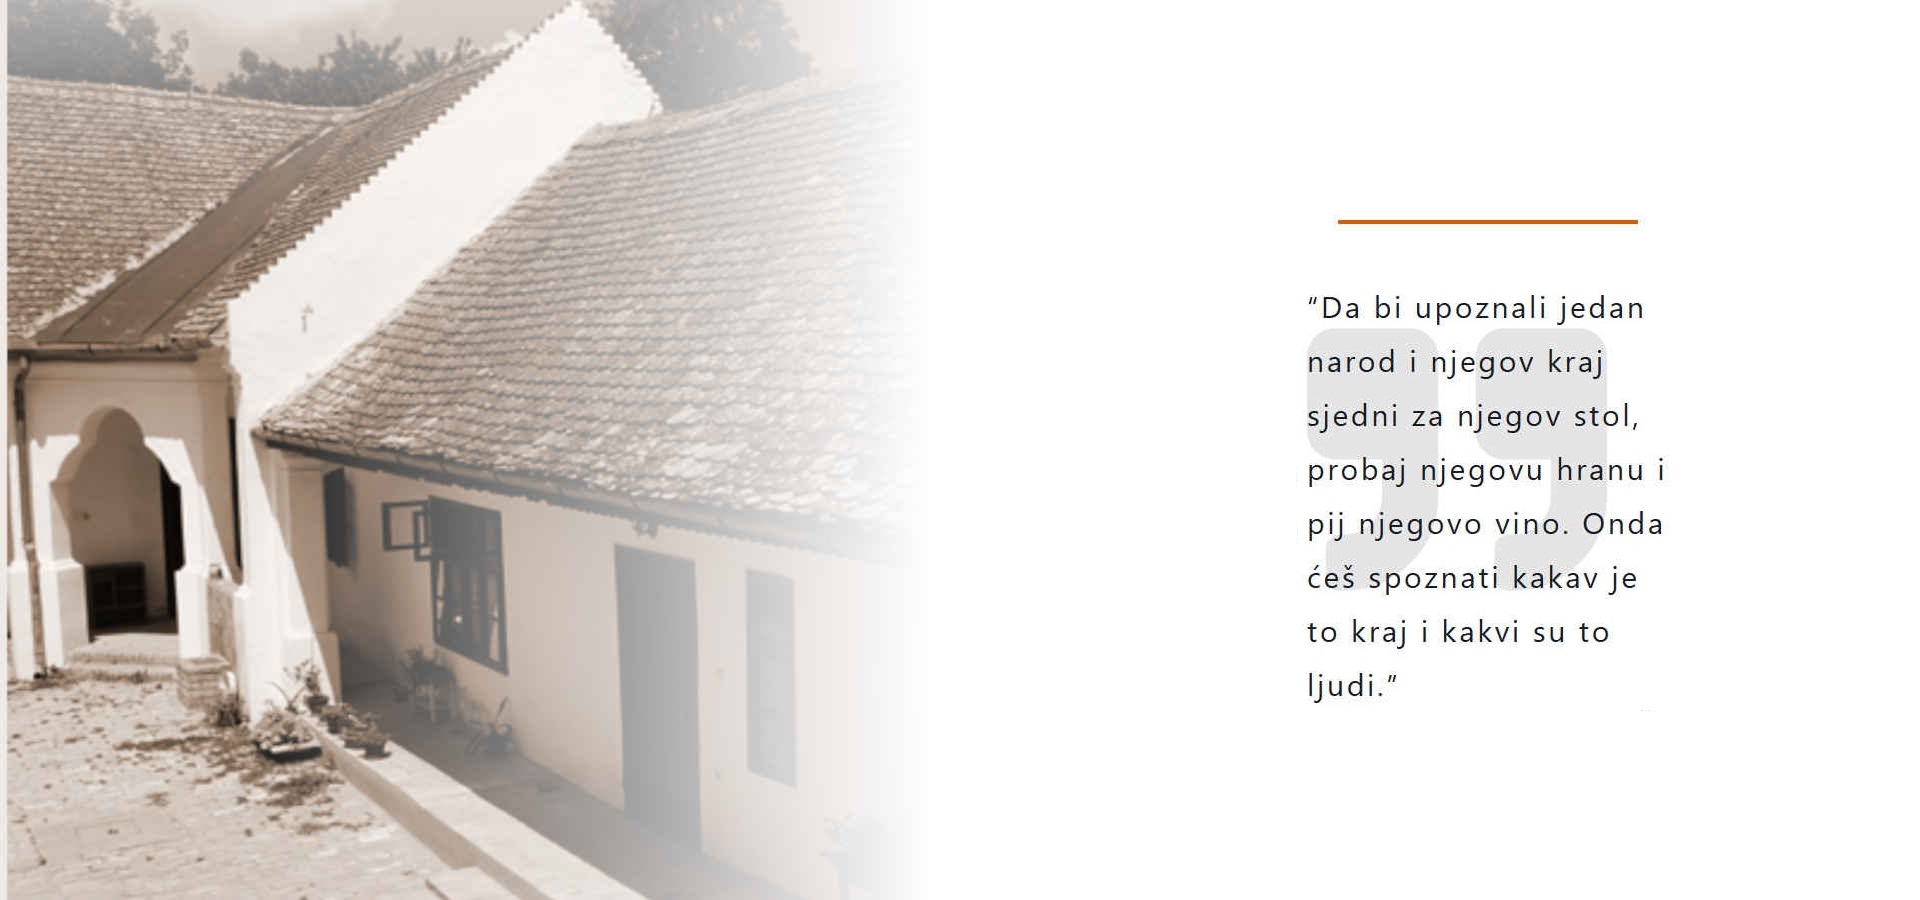 “Da bi upoznali jedan
narod i njegov kraj
sjedni za njegov stol,
probaj njegovu hranu i
pij njegovo vino. Onda
ćeš spoznati kakav je
to kraj i kakvi su to
ljudi.”